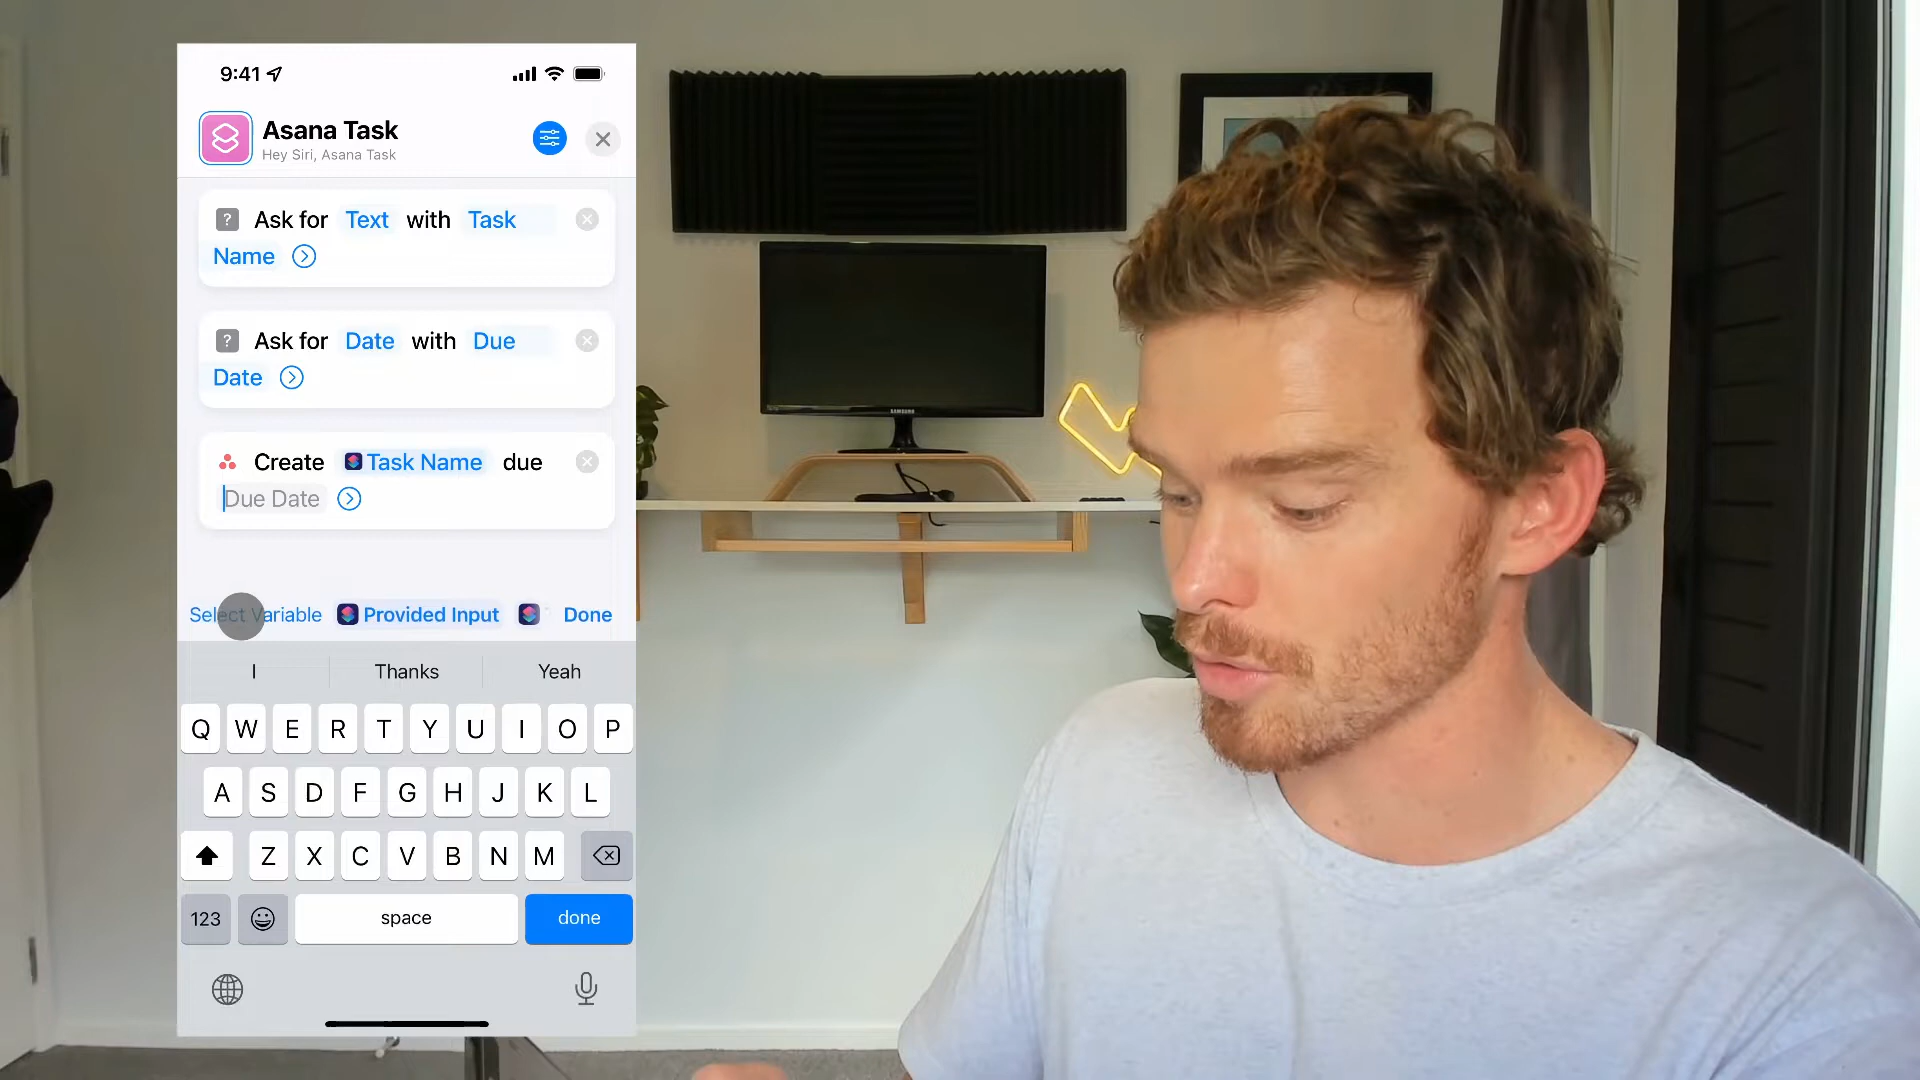 9:41
Asana Task
Hey Siri, Asana Task
? Ask for Text with Task
Name
? Ask for Date with Due
Date
Create Task Name due
Due Date
Select Variable Provided Input Done
I Thanks Yeah
Q W E R T Y U I O P
A S D F G H J K L
Z X C V B N M
123 space done
SAMSUNG